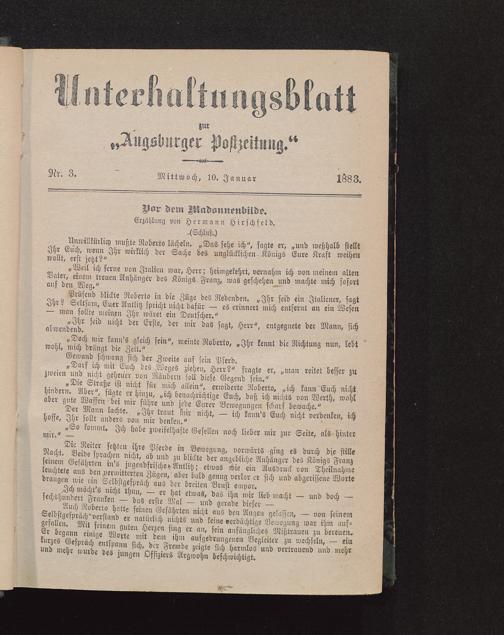 Unterhaltungsblatt
zur
„Augsburger Postzeitung.“
Nr. 3.
Mittwoch, 10. Januar
1883.
Vor dem Madonnenbilde.
Erzählung von Hermann Hirschfeld.
(Schluß.)
Unwillkürlich mußte Roberto lächeln. „Das sehe ich“, sagte er, „und weßhalb stellt
Ihr Euch, wenn Ihr wirklich der Sache des unglücklichen Königs Eure Kraft weihen
wollt, erst jetzt?“
„Weil ich ferne von Italien war, Herr; heimgekehrt, vernahm ich von meinem alten
Vater, einem treuen Anhänger des Königs Franz, was geschehen und machte mich sofort
auf den Weg.“
Prüfend blickte Roberto in die Züge des Redenden. „Ihr seid ein Italiener, sagt
Ihr? Seltsam, Euer Antlitz spricht nicht dafür — es erinnert mich entfernt an ein Wesen
— man sollte meinen Ihr wäret ein Deutscher.“
„Ihr seid nicht der Erste, der mir das sagt, Herr“, entgegnete der Mann, sich
abwendend.
„Doch mir kann's gleich sein“, meinte Roberto, „Ihr kennt die Richtung nun, lebt
wohl, mich drängt die Zeit.“
Gewand schwang sich der Zweite auf sein Pferd.
„Darf ich mit Euch des Weges ziehen, Herr?“ fragte er, „man reitet besser zu
zweien und nicht geheuer von Räubern soll diese Gegend sein.“
„Die Straße ist nicht für mich allein“, erwiderte Roberto, „ich kann Euch nicht
hindern. Aber“, fügte er hinzu, „ich benachrichtige Euch, daß ich nichts von Werth, wohl
aber gute Waffen bei mir führe und jede Eurer Bewegungen scharf bewache.“
Der Mann lachte. „Ihr traut mir nicht, — ich kann's Euch nicht verdenken, ich
hoffe, Ihr sollt anders von mir denken.“
„So kommt. Ich habe zweifelhafte Gesellen noch lieber mir zur Seite, als hinter
mir.“ —
Die Reiter setzten ihre Pferde in Bewegung, vorwärts ging es durch die stille
Nacht. Beide sprachen nicht, ab und zu blickte der angebliche Anhänger des Königs Franz
seinem Gefährten in's jugendfrische Antlitz; etwas wie ein Ausdruck von Theilnahme
leuchtete aus den verwitterten Zügen, aber bald genug verlor er sich und abgerissene Worte
drangen wie ein Selbstgespräch aus der breiten Brust empor.
„Ich möcht's nicht thun, — er hat etwas, das ihn mir lieb macht — und doch —
sechshundert Franken — das erste Mal — und gerade dieser —
Auch Roberto hatte seinen Gefährten nicht aus den Augen gelassen, — von seinem
Selbstgespräch verstand er natürlich nichts und keine verdächtige Bewegung war ihm auf-
gefallen. Mit seinem guten Herzen fing er an, sein anfängliches Mißtrauen zu bereuen.
Er begann einige Worte mit dem ihm aufgedrungenen Begleiter zu wechseln, — ein
kurzes Gespräch entspann sich, der Fremde zeigte sich harmlos und vertrauend und mehr
und mehr wurde des jungen Offiziers Argwohn beschwichtigt.